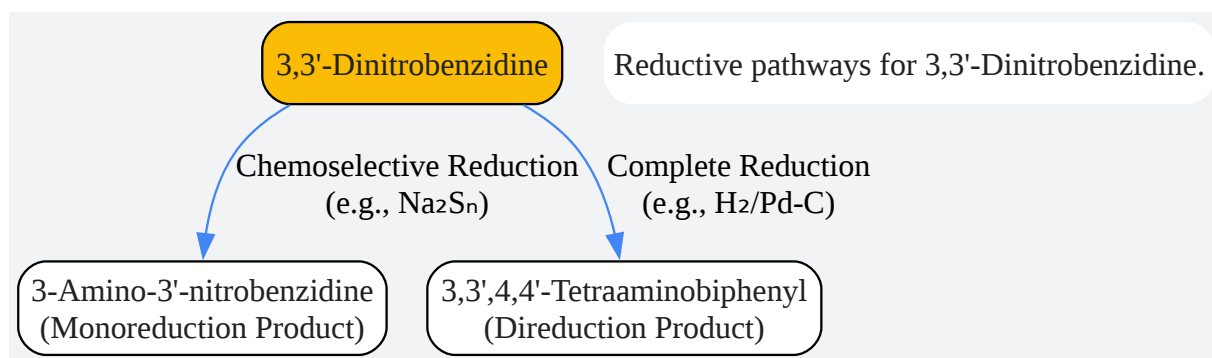 3,3'-Dinitrobenzidine
Reductive pathways for 3,3'-Dinitrobenzidine.
Chemoselective Reduction
(e.g., Na₂Sₙ)
Complete Reduction
(e.g., H₂/Pd-C)
3-Amino-3'-nitrobenzidine
(Monoreduction Product)
3,3',4,4'-Tetraaminobiphenyl
(Direduction Product)